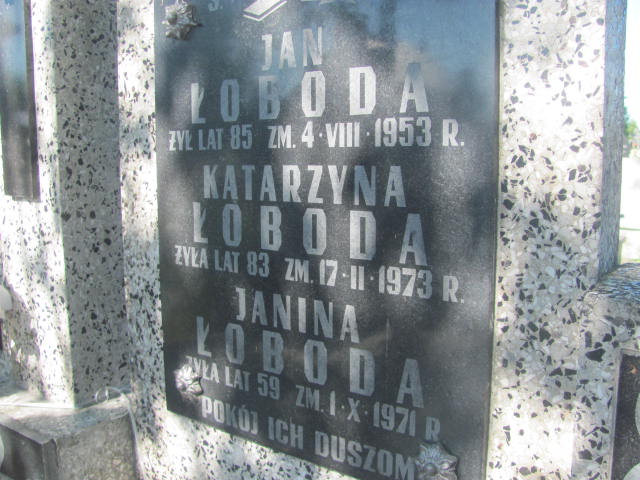 JAN
ŁOBODA
ŻYŁ LAT 85 ZM. 4·VIII·1953 R.
KATARZYNA
ŁOBODA
ŻYŁA LAT 83 ZM. 17·II·1973 R.
JANINA
ŁOBODA
ŻYŁA LAT 59 ZM. 1·X·1971 R.
POKÓJ ICH DUSZOM